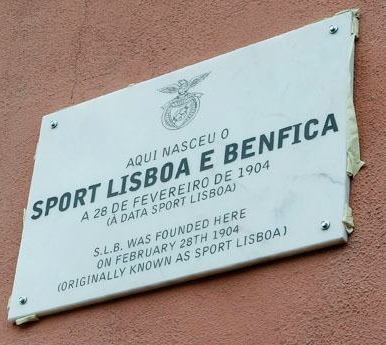 AQUI NASCEU O
SPORT LISBOA E BENFICA
A 28 DE FEVEREIRO DE 1904
(À DATA SPORT LISBOA)
S.L.B. WAS FOUNDED HERE
ON FEBRUARY 28TH 1904
(ORIGINALLY KNOWN AS SPORT LISBOA)